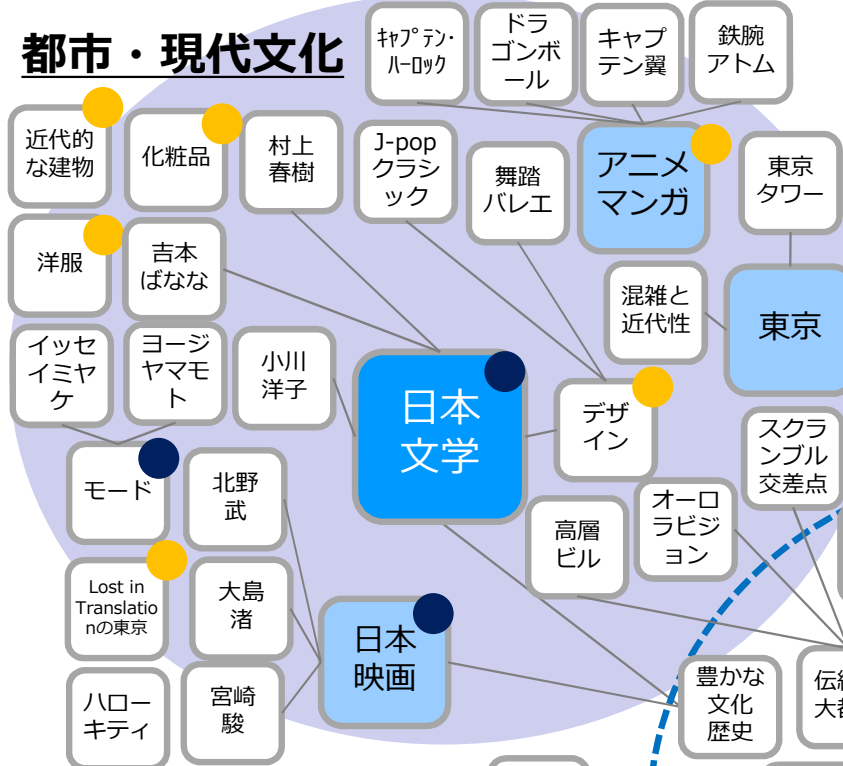 都市・現代文化
ｷｬﾌﾟﾃﾝ・
ﾊｰﾛｯｸ
ドラ
ゴンボ
ール
キャプ
テン翼
鉄腕
アトム
近代的
な建物
化粧品
村上
春樹
J-pop
クラシ
ック
舞踏
バレエ
アニメ
マンガ
東京
タワー
洋服
吉本
ばなな
混雑と
近代性
東京
イッセ
イミヤ
ケ
ヨージ
ヤマモ
ト
小川
洋子
日本
文学
デザ
イン
スクラ
ンブル
交差点
モード
北野
武
高層
ビル
オーロ
ラビジ
ョン
Lost in
Translatio
nの東京
大島
渚
日本
映画
ハロー
キティ
宮崎
駿
豊かな
文化
歴史
大都